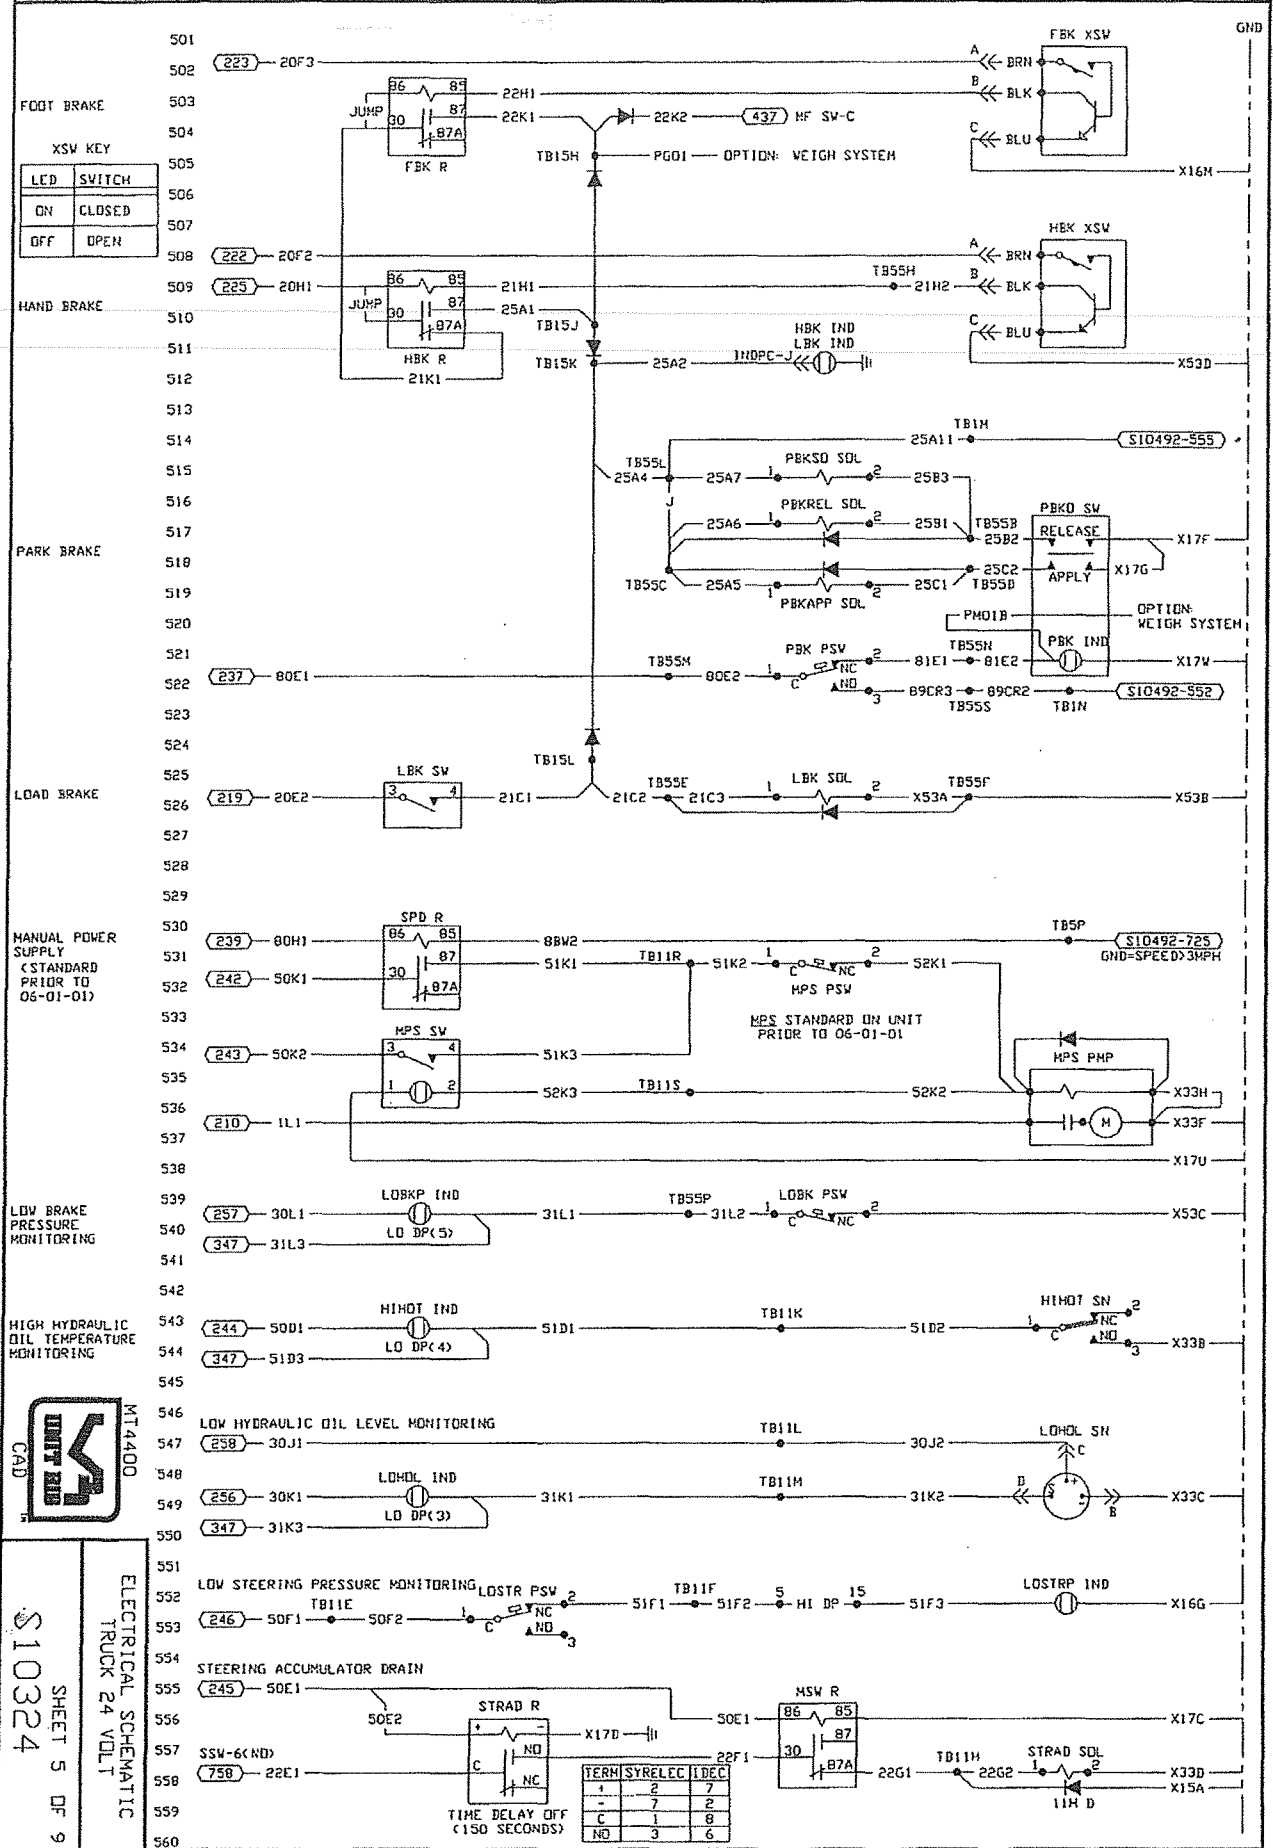 GND
501
FBK XSW
502
223
20F3
A
BRN
FOOT BRAKE
503
86
85
22H1
B
BLK
JUMP
87
22K1
22K2
437
MF SW-C
504
30
87A
C
BLU
XSW KEY
505
FBK R
TB15H
PG01
OPTION: WEIGH SYSTEM
X16M
LED SWITCH
506
ON CLOSED
507
OFF OPEN
HBK XSW
508
222
20F2
A
BRN
509
225
20H1
86
85
21H1
TB55H
21H2
B
BLK
HAND BRAKE
510
JUMP
30
87
25A1
TB15J
HBK IND
LBK IND
87A
C
BLU
511
HBK R
TB15K
25A2
INDPC-J
X53D
512
21K1
513
514
TB1M
25A11
S10492-555
515
TB55L
25A4
25A7
1
PBKSO SOL
2
25B3
516
J
PBKREL SOL
PBKO SW
517
25A6
1
2
25B1
TB55B
25B2
RELEASE
X17F
PARK BRAKE
518
25C2
APPLY
X17G
519
TB55C
25A5
1
PBKAPP SOL
2
25C1
TB55D
520
PM01B
OPTION:
WEIGH SYSTEM
521
TB55M
PBK PSW
TB55N
PBK IND
522
237
80E1
80E2
1
C
NC
2
81E1
81E2
X17W
NO
3
89CR3
89CR2
S10492-552
523
TB55S
TB1N
524
525
LBK SW
TB15L
LOAD BRAKE
526
219
20E2
3
4
21C1
21C2
TB55E
21C3
1
LBK SOL
2
X53A
TB55F
X53B
527
528
529
530
SPD R
MANUAL POWER
SUPPLY
(STANDARD
PRIOR TO
06-01-01)
239
80H1
86
85
8BW2
TB5P
S10492-725
GND=SPEED>3MPH
531
87
51K1
TB11R
51K2
1
C
NC
2
52K1
532
242
50K1
30
87A
MPS PSW
533
MPS STANDARD ON UNIT
PRIOR TO 06-01-01
534
MPS SW
243
50K2
3
4
51K3
MPS PMP
535
1
2
52K3
TB11S
52K2
X33H
536
210
1L1
M
X33F
537
538
X17U
539
LOBKP IND
LOW BRAKE
PRESSURE
MONITORING
257
30L1
31L1
TB55P
31L2
1
LOBK PSW
C
NC
2
X53C
540
LO DP(5)
347
31L3
541
542
HIGH HYDRAULIC
OIL TEMPERATURE
MONITORING
543
244
50D1
HIHOT IND
51D1
TB11K
51D2
HIHOT SN
1
C
NC
2
NO
3
X33B
544
LO DP(4)
347
51D3
545
546
LOW HYDRAULIC OIL LEVEL MONITORING
547
258
30J1
TB11L
30J2
LOHOL SN
C
548
LOHOL IND
TB11M
D
S
+
-
549
256
30K1
31K1
31K2
B
X33C
LO DP(3)
550
347
31K3
551
552
LOW STEERING PRESSURE MONITORING
TB11E
LOSTR PSW
2
51F1
TB11F
51F2
5
HI DP
15
51F3
LOSTRP IND
X16G
553
246
50F1
50F2
1
C
NC
NO
3
554
STEERING ACCUMULATOR DRAIN
555
245
50E1
MSW R
556
50E2
STRAD R
50E1
86
85
X17C
+
-
X17D
87
557
SSW-6(NO)
NO
22F1
30
TB11H
STRAD SOL
558
758
22E1
C
NC
87A
22G1
22G2
1
2
X33D
X15A
559
TIME DELAY OFF
(150 SECONDS)
11H D
TERM SYRELEC IDEC
+ 2 7
- 7 2
C 1 8
NO 3 6
560
MT4400
UNIT RIG
CAD
TM
ELECTRICAL SCHEMATIC
TRUCK 24 VOLT
SHEET 5 OF 9
S10324